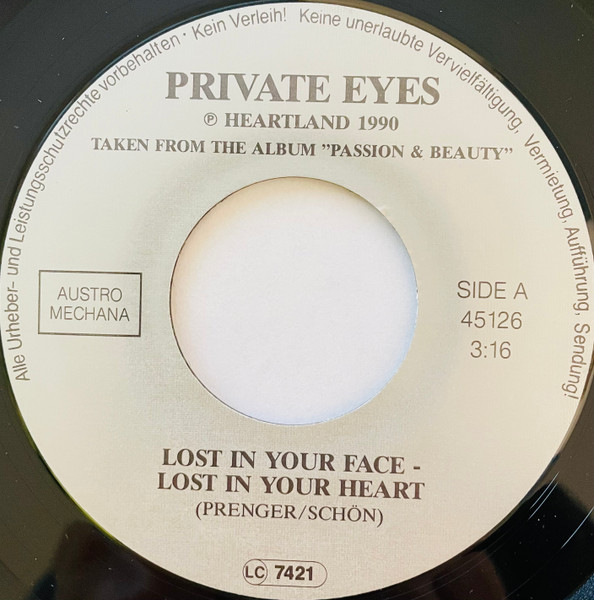 Alle Urheber- und Leistungsschutzrechte vorbehalten · Kein Verleih! Keine unerlaubte Vervielfältigung, Vermietung, Aufführung, Sendung!
PRIVATE EYES
℗ HEARTLAND 1990
TAKEN FROM THE ALBUM "PASSION & BEAUTY"
AUSTRO
MECHANA
SIDE A
45126
3:16
LOST IN YOUR FACE -
LOST IN YOUR HEART
(PRENGER/SCHÖN)
LC 7421